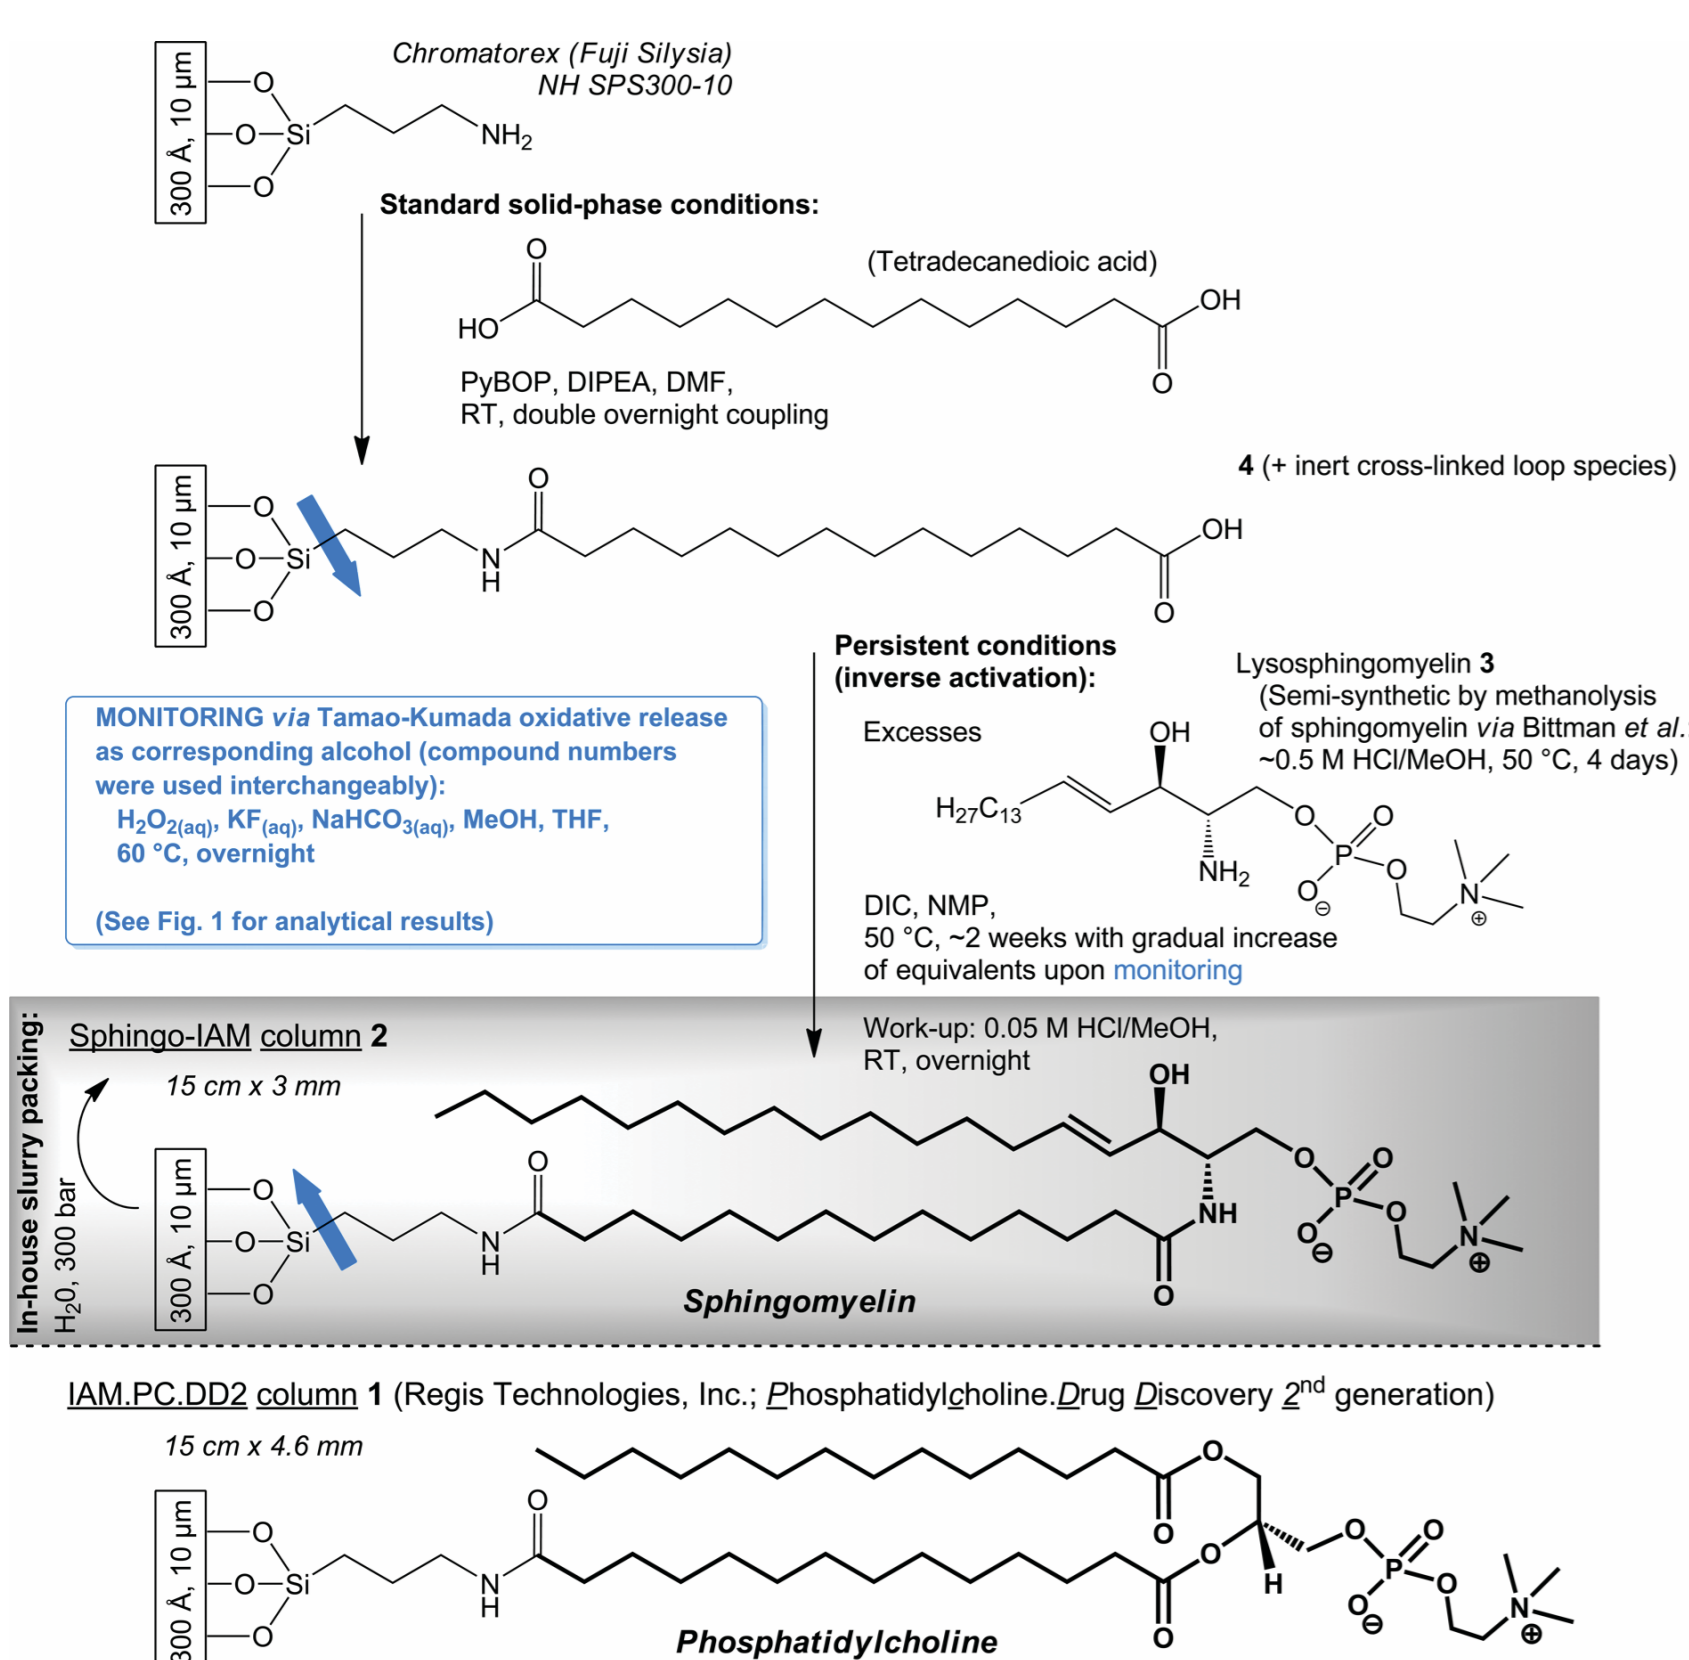 Chromatorex (Fuji Silysia)
NH SPS300-10
300 Å, 10 µm
O
O
Si
O
NH2
Standard solid-phase conditions:
(Tetradecanedioic acid)
O
HO
OH
O
PyBOP, DIPEA, DMF,
RT, double overnight coupling
4 (+ inert cross-linked loop species)
300 Å, 10 µm
O
O
Si
O
N
H
O
OH
O
Persistent conditions
(inverse activation):
Lysosphingomyelin 3
(Semi-synthetic by methanolysis
of sphingomyelin via Bittman et al.:
~0.5 M HCl/MeOH, 50 °C, 4 days)
Excesses
OH
H27C13
NH2
O
P
O
O
⊖
O
N
⊕
DIC, NMP,
50 °C, ~2 weeks with gradual increase
of equivalents upon monitoring
MONITORING via Tamao-Kumada oxidative release
as corresponding alcohol (compound numbers
were used interchangeably):
H2O2(aq), KF(aq), NaHCO3(aq), MeOH, THF,
60 °C, overnight
(See Fig. 1 for analytical results)
Work-up: 0.05 M HCl/MeOH,
RT, overnight
In-house slurry packing:
H20, 300 bar
Sphingo-IAM column 2
15 cm x 3 mm
300 Å, 10 µm
O
O
Si
O
N
H
O
OH
NH
O
O
P
O
O
⊖
O
N
⊕
Sphingomyelin
IAM.PC.DD2 column 1 (Regis Technologies, Inc.; Phosphatidylcholine.Drug Discovery 2nd generation)
15 cm x 4.6 mm
300 Å, 10 µm
O
O
Si
O
N
H
O
O
O
O
O
H
O
P
O
O
⊖
O
N
⊕
Phosphatidylcholine